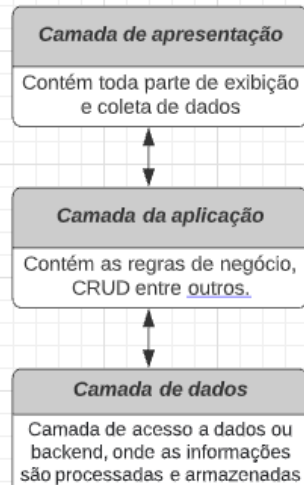 Camada de apresentação
Contém toda parte de exibição
e coleta de dados
Camada da aplicação
Contém as regras de negócio,
CRUD entre outros.
Camada de dados
Camada de acesso a dados ou
backend, onde as informações
são processadas e armazenadas